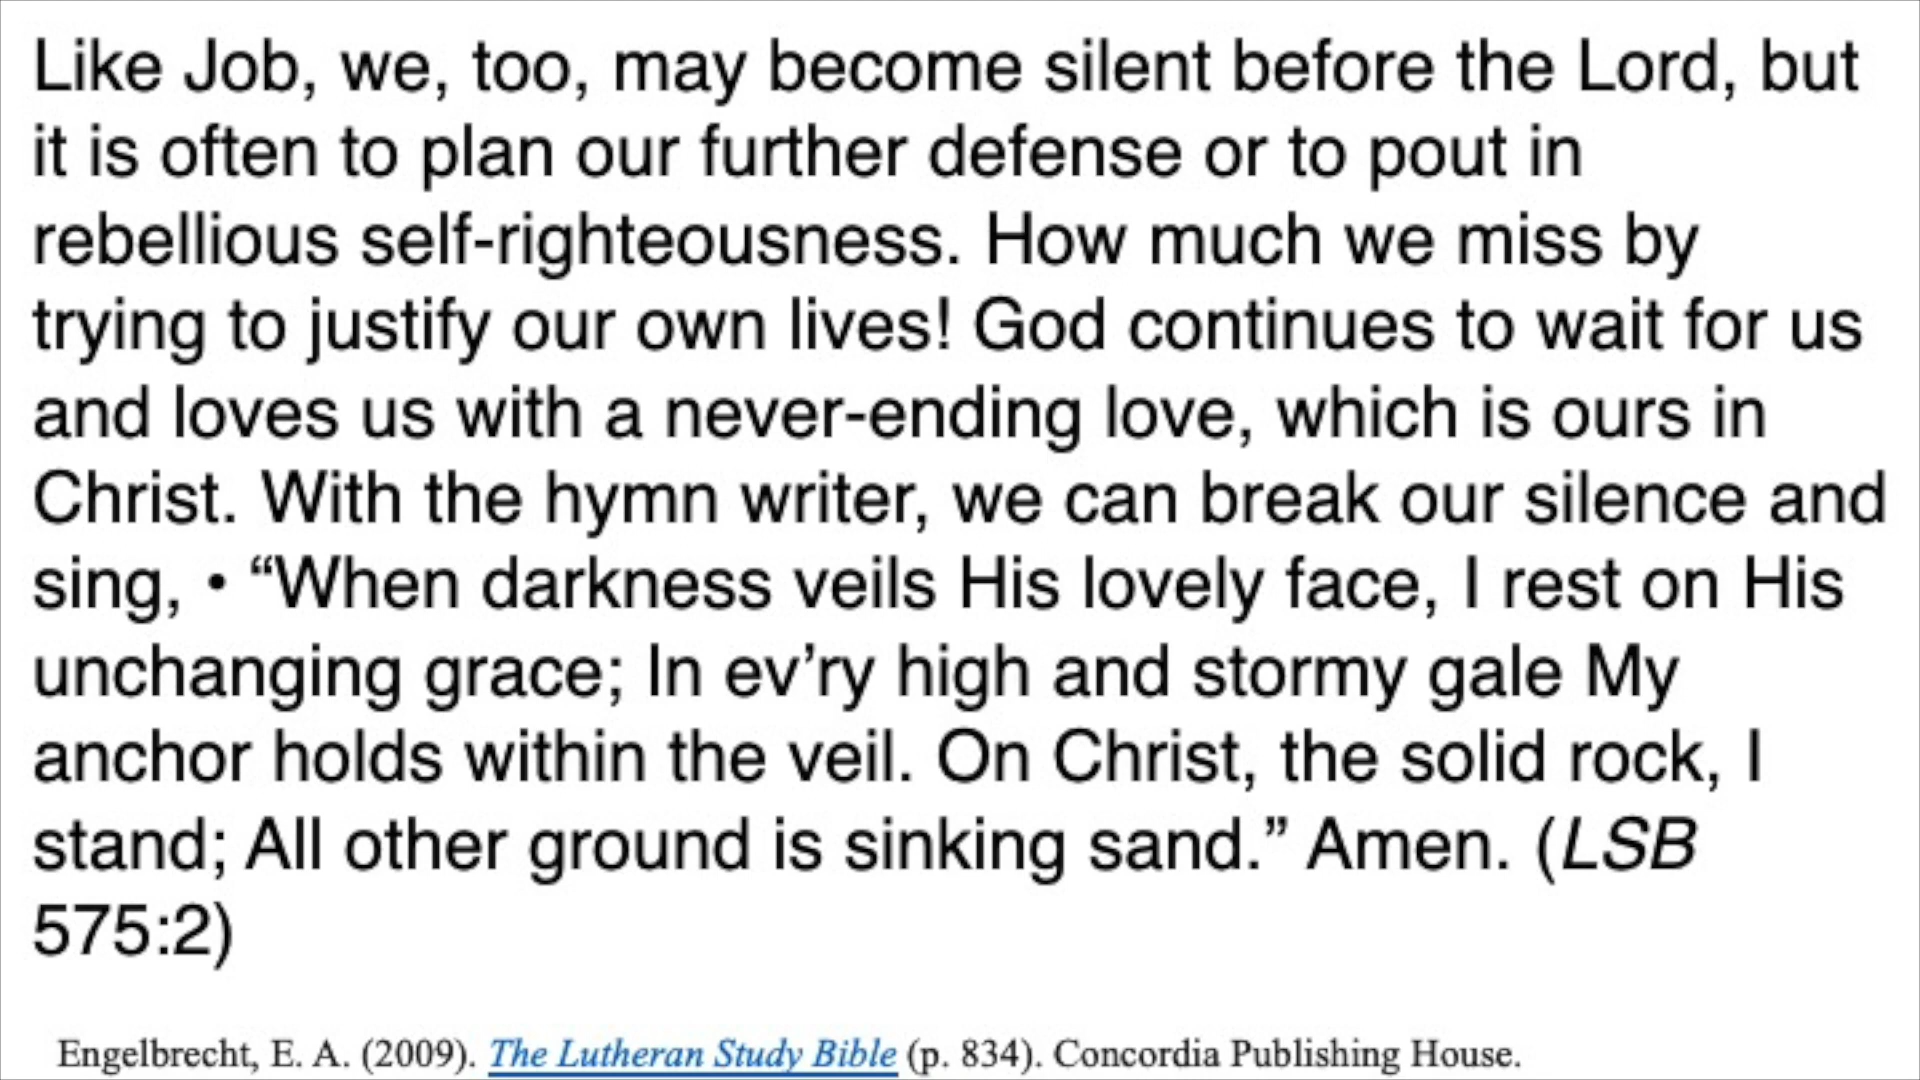 Like Job, we, too, may become silent before the Lord, but
it is often to plan our further defense or to pout in
rebellious self-righteousness. How much we miss by
trying to justify our own lives! God continues to wait for us
and loves us with a never-ending love, which is ours in
Christ. With the hymn writer, we can break our silence and
sing, • “When darkness veils His lovely face, I rest on His
unchanging grace; In ev’ry high and stormy gale My
anchor holds within the veil. On Christ, the solid rock, I
stand; All other ground is sinking sand.” Amen. (LSB
575:2)
Engelbrecht, E. A. (2009). The Lutheran Study Bible (p. 834). Concordia Publishing House.